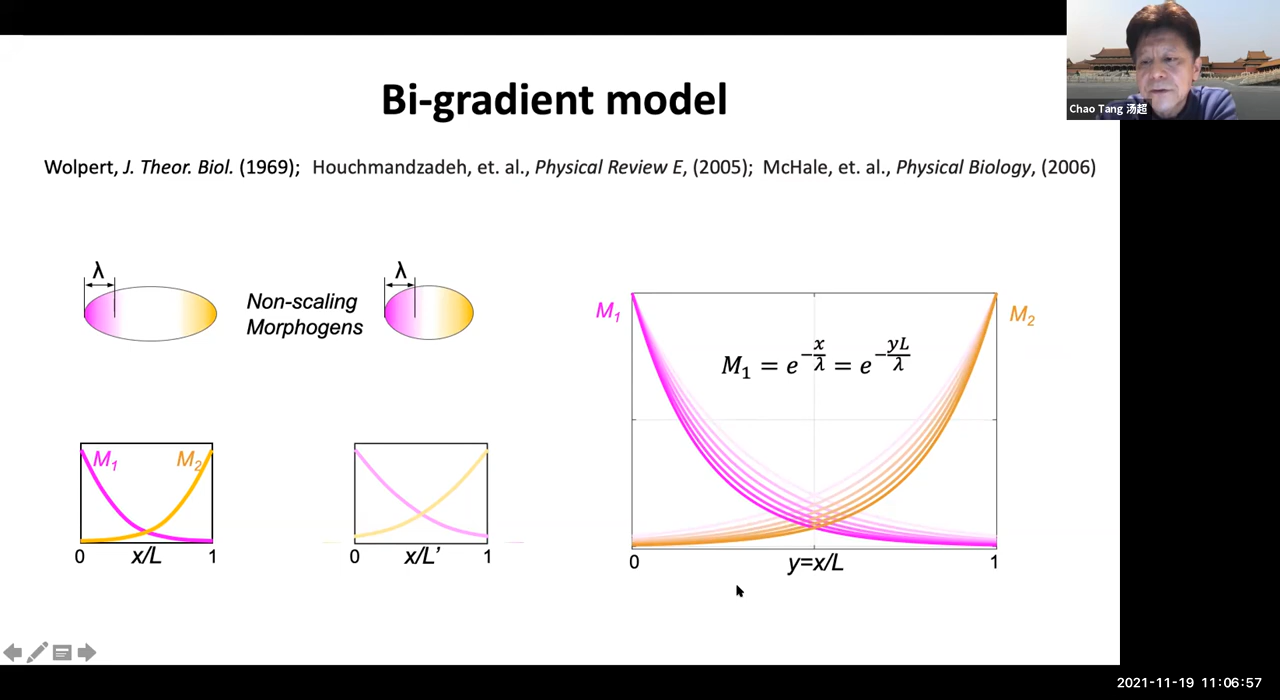 Chao Tang 汤超
Bi-gradient model
Wolpert, J. Theor. Biol. (1969); Houchmandzadeh, et. al., Physical Review E, (2005); McHale, et. al., Physical Biology, (2006)
λ
λ
Non-scaling
Morphogens
M₁
M₂
0
x/L
1
0
x/L’
1
M₁
M₂
M₁ = e^{-x/λ} = e^{-yL/λ}
0
y=x/L
1
2021-11-19 11:06:57